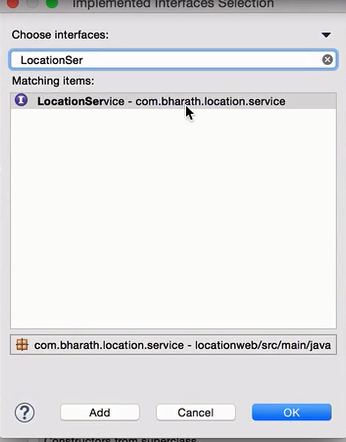 Implemented Interfaces Selection
Choose interfaces:
LocationSer
Matching items:
LocationService - com.bharath.location.service
com.bharath.location.service - locationweb/src/main/java
? Add Cancel OK
Constructors from superclass